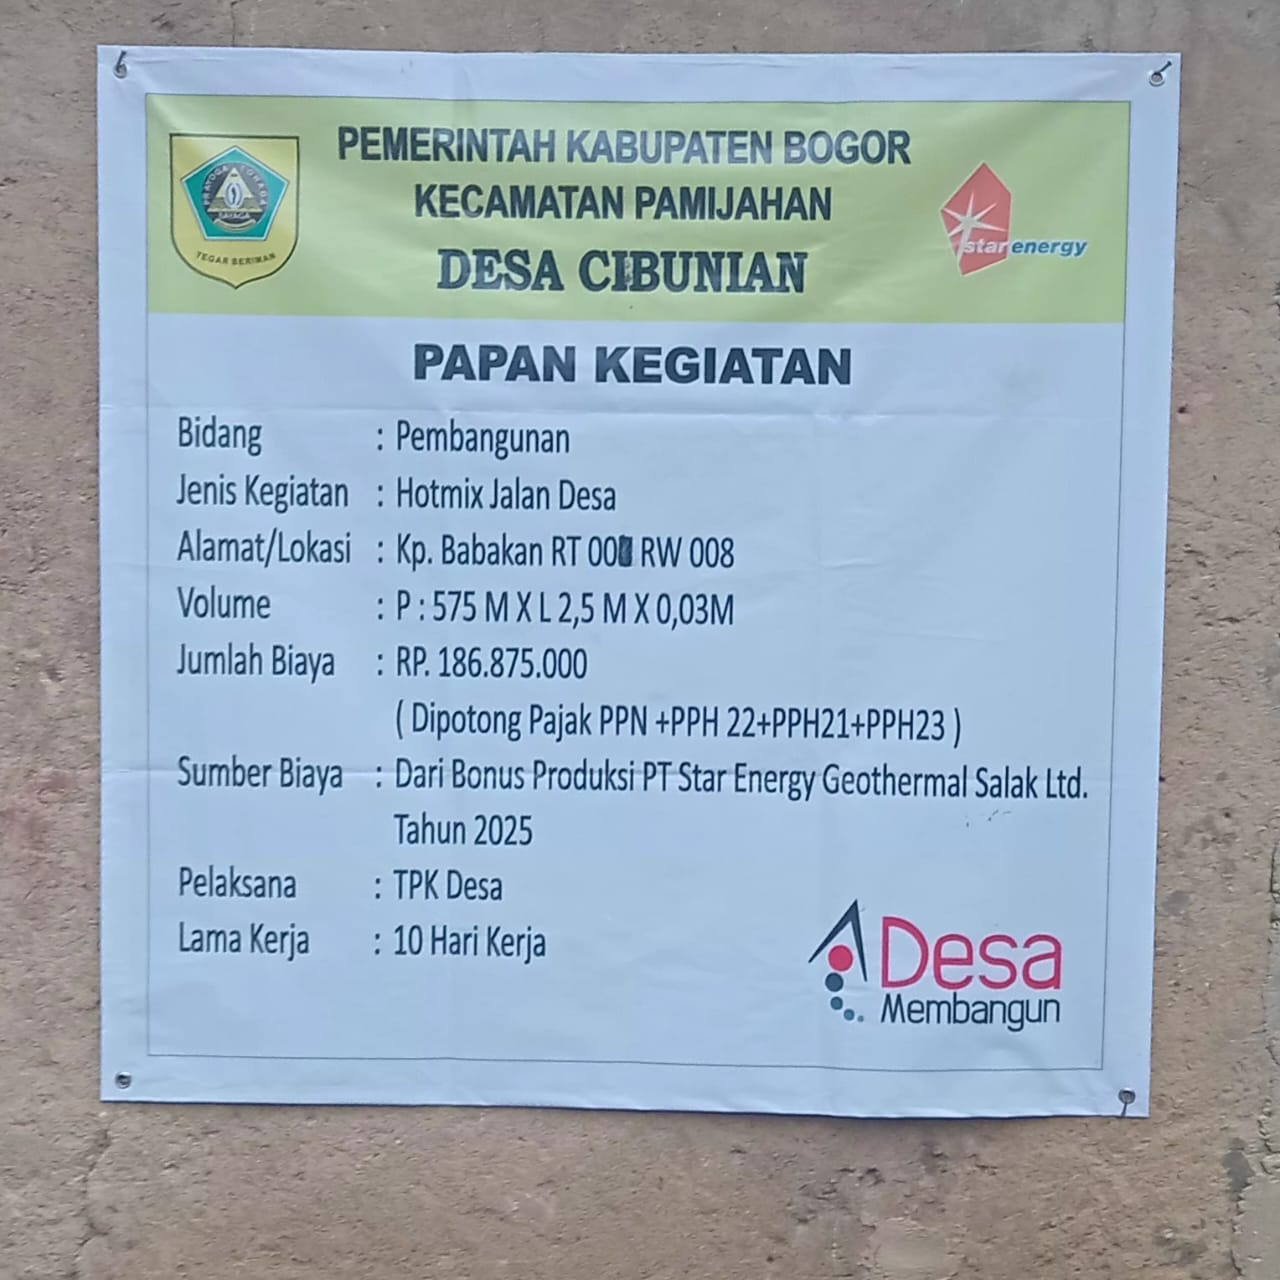 PEMERINTAH KABUPATEN BOGOR
KECAMATAN PAMIJAHAN
DESA CIBUNIAN
PRAYOGA TOHAGA
SAYAGA
TEGAR BERIMAN
star energy
PAPAN KEGIATAN
Bidang : Pembangunan
Jenis Kegiatan : Hotmix Jalan Desa
Alamat/Lokasi : Kp. Babakan RT RW 008
Volume : P : 575 M X L 2,5 M X 0,03M
Jumlah Biaya : RP. 186.875.000
( Dipotong Pajak PPN +PPH 22+PPH21+PPH23 )
Sumber Biaya : Dari Bonus Produksi PT Star Energy Geothermal Salak Ltd.
Tahun 2025
Pelaksana : TPK Desa
Lama Kerja : 10 Hari Kerja
Desa
Membangun